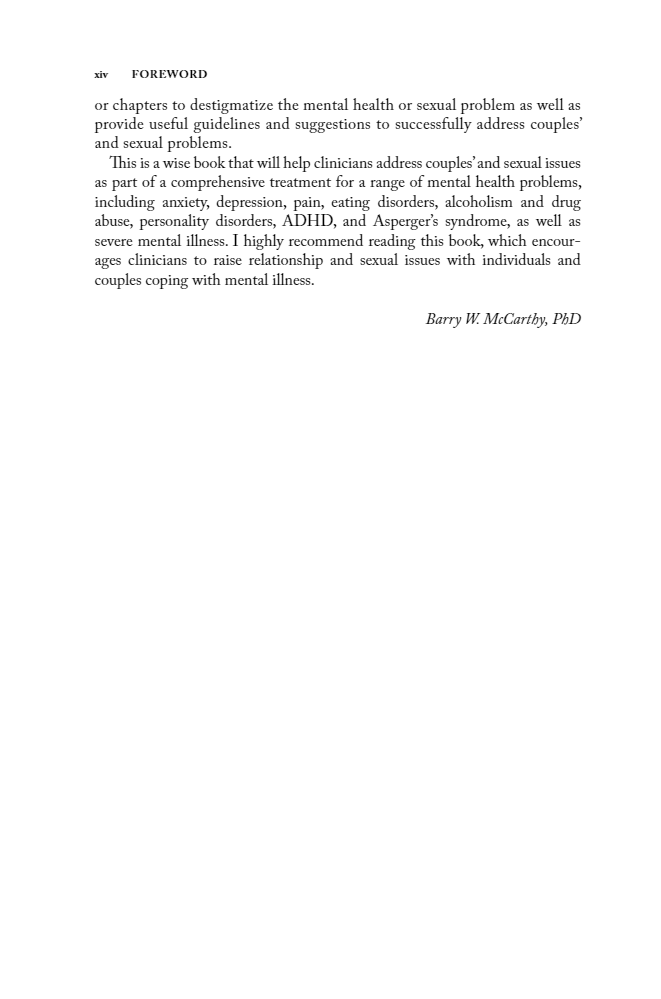 xiv FOREWORD
or chapters to destigmatize the mental health or sexual problem as well as
provide useful guidelines and suggestions to successfully address couples’
and sexual problems.
This is a wise book that will help clinicians address couples’ and sexual issues
as part of a comprehensive treatment for a range of mental health problems,
including anxiety, depression, pain, eating disorders, alcoholism and drug
abuse, personality disorders, ADHD, and Asperger’s syndrome, as well as
severe mental illness. I highly recommend reading this book, which encour-
ages clinicians to raise relationship and sexual issues with individuals and
couples coping with mental illness.
Barry W. McCarthy, PhD